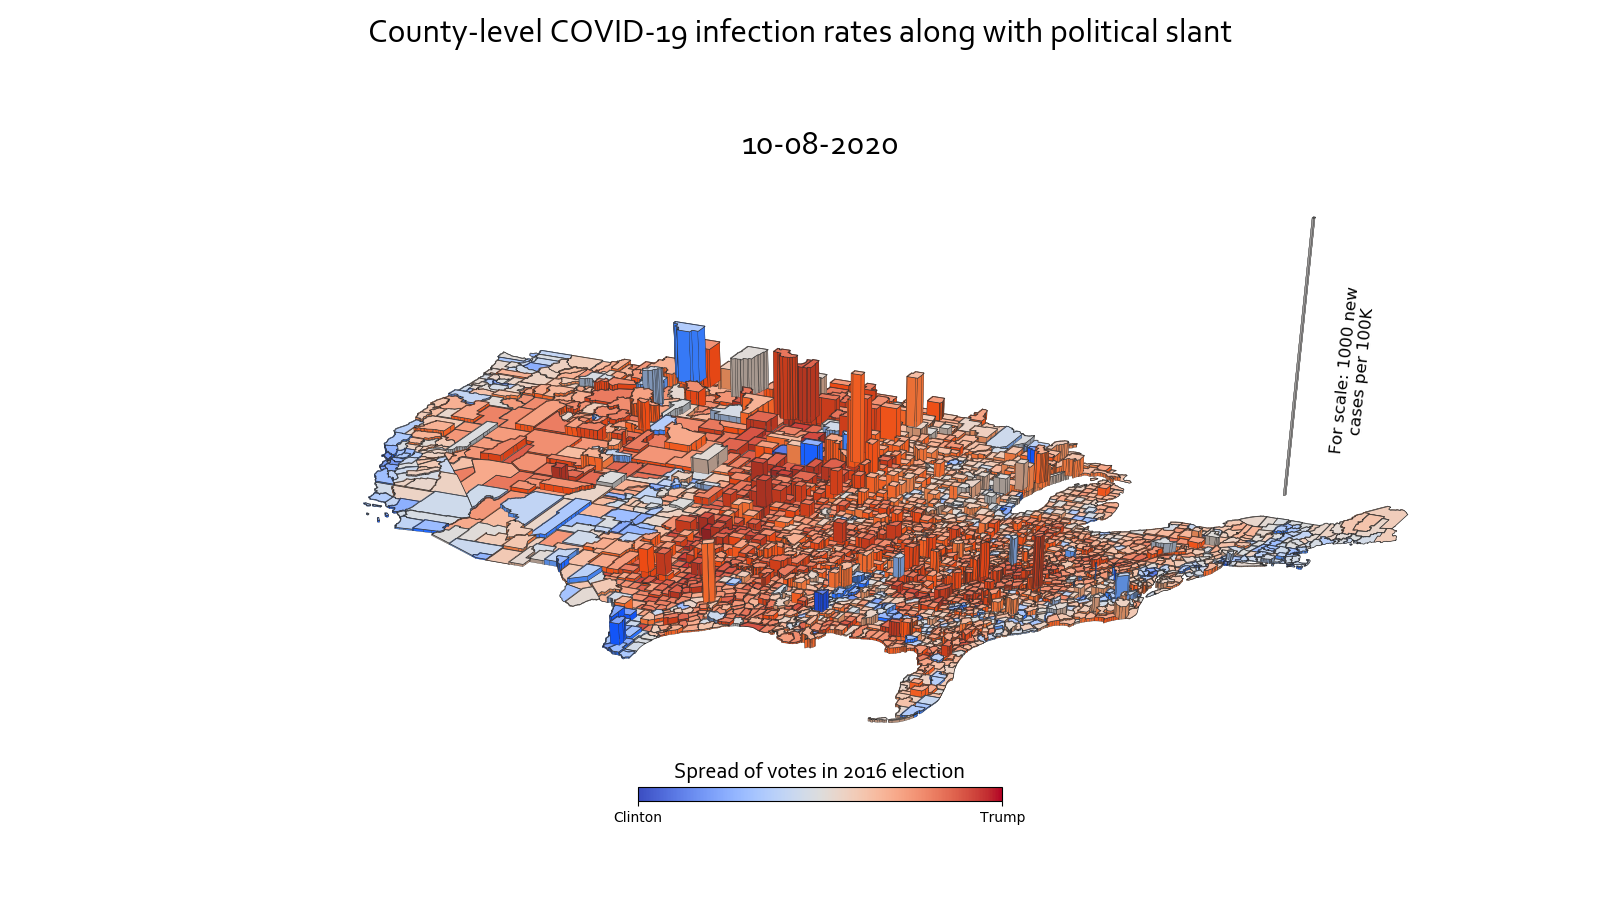 County-level COVID-19 infection rates along with political slant
10-08-2020
For scale: 1000 new
cases per 100K
Spread of votes in 2016 election
Clinton
Trump